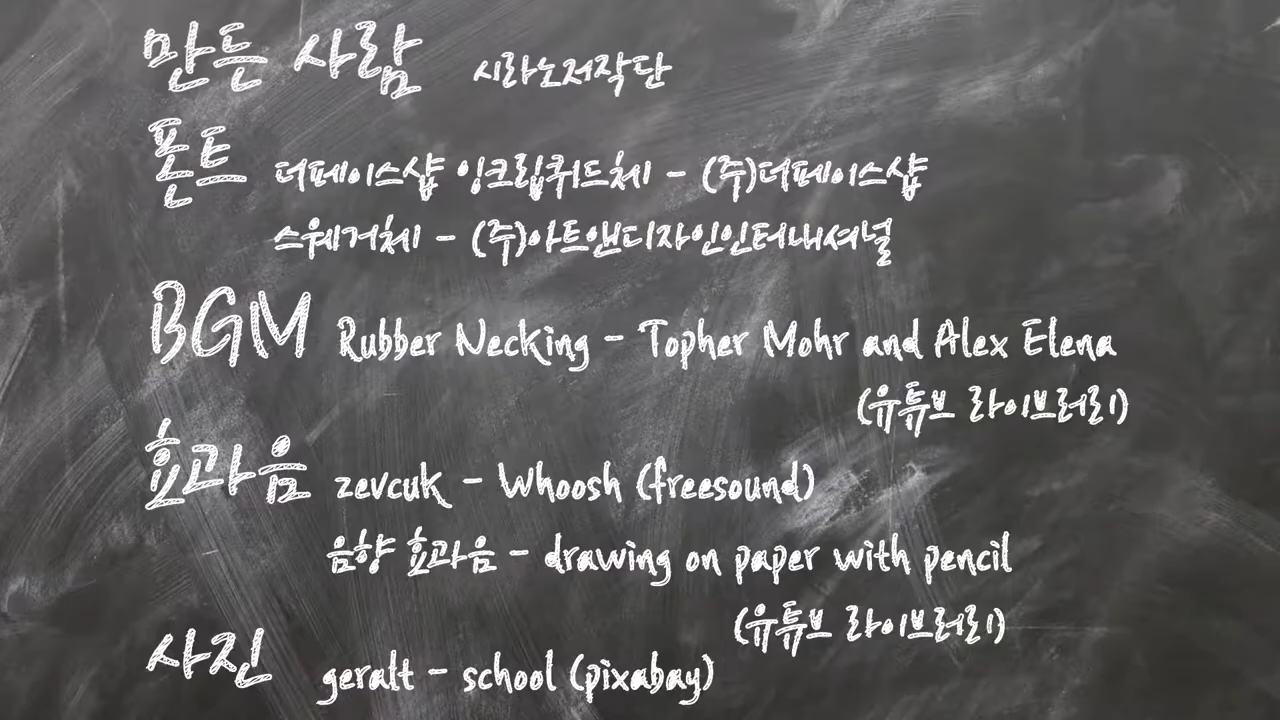 만든 사람 시라노저작단
폰트 더페이스샵 잉크립퀴드체 - (주)더페이스샵
스웨거체 - (주)아트앤디자인인터내셔널
BGM Rubber Necking - Topher Mohr and Alex Elena
(유튜브 라이브러리)
효과음 zevcuk - Whoosh (freesound)
음향 효과음 - drawing on paper with pencil
(유튜브 라이브러리)
사진 geralt - school (pixabay)